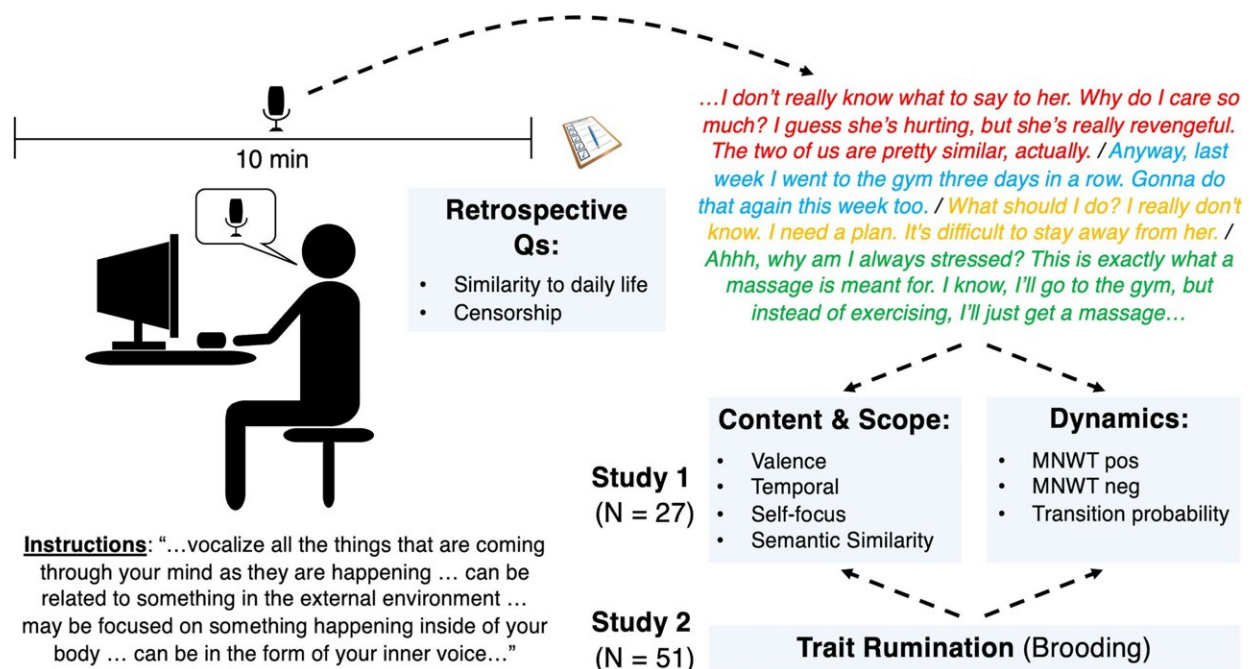 10 min
Retrospective
Qs:
• Similarity to daily life
• Censorship
Instructions: “…vocalize all the things that are coming
through your mind as they are happening … can be
related to something in the external environment …
may be focused on something happening inside of your
body … can be in the form of your inner voice…”
…I don’t really know what to say to her. Why do I care so
much? I guess she’s hurting, but she’s really revengeful.
The two of us are pretty similar, actually. / Anyway, last
week I went to the gym three days in a row. Gonna do
that again this week too. / What should I do? I really don't
know. I need a plan. It's difficult to stay away from her. /
Ahhh, why am I always stressed? This is exactly what a
massage is meant for. I know, I’ll go to the gym, but
instead of exercising, I’ll just get a massage…
Study 1
(N = 27)
Content & Scope:
• Valence
• Temporal
• Self-focus
• Semantic Similarity
Dynamics:
• MNWT pos
• MNWT neg
• Transition probability
Study 2
(N = 51)
Trait Rumination (Brooding)